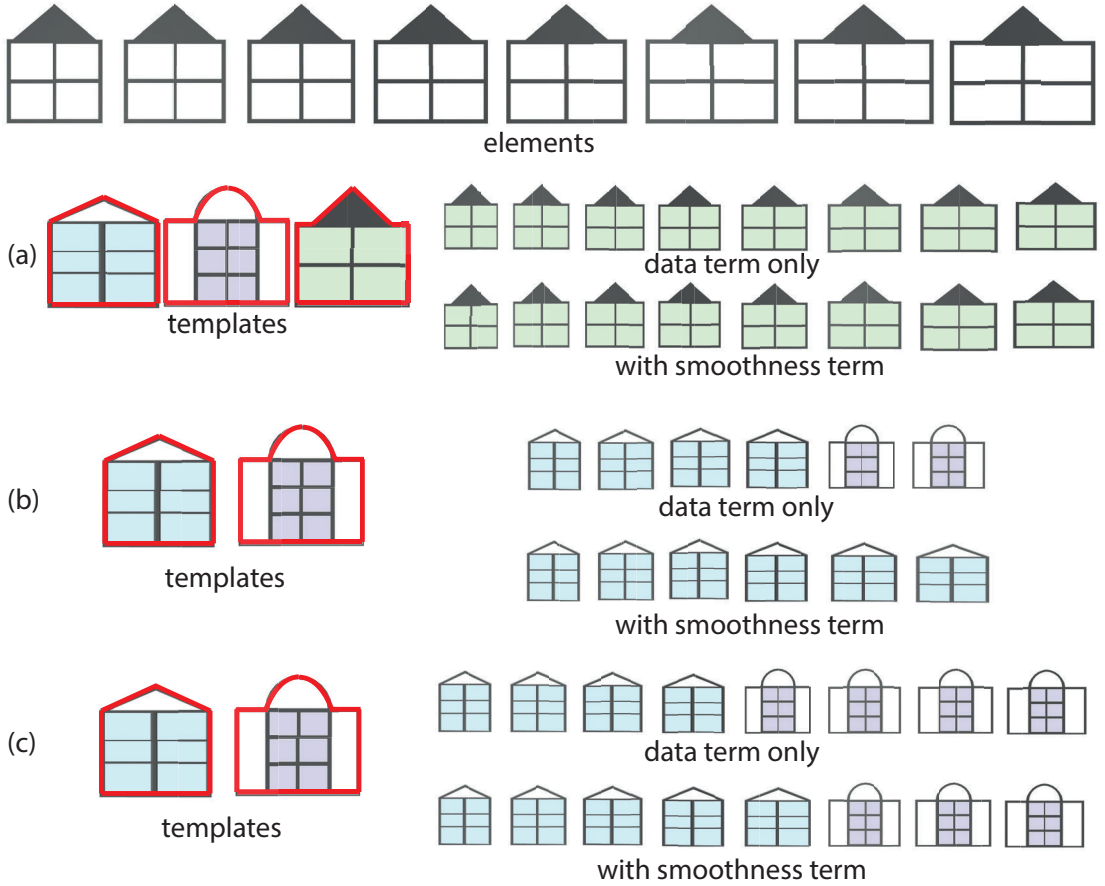 elements
(a)
templates
data term only
with smoothness term
(b)
templates
data term only
with smoothness term
(c)
templates
data term only
with smoothness term